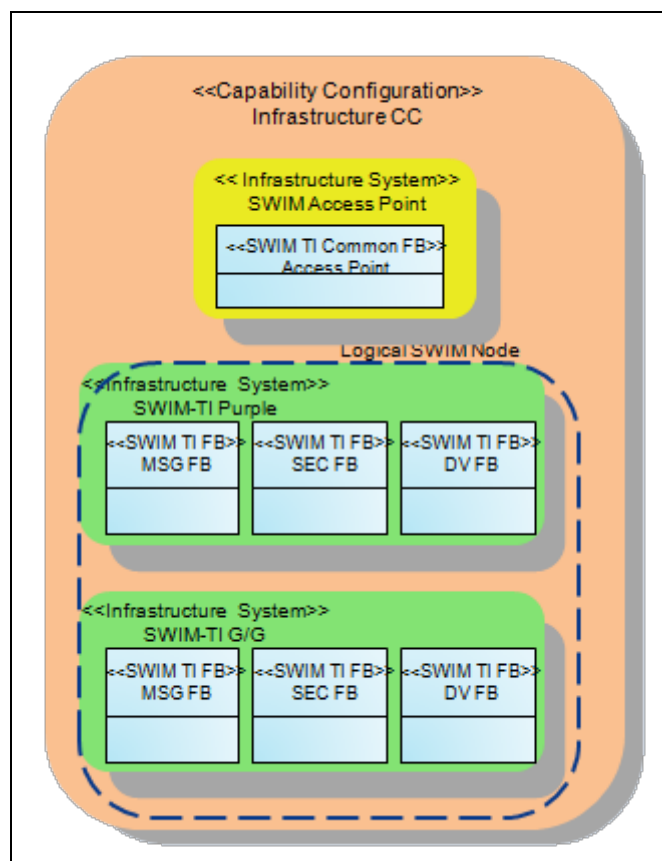 <<Capability Configuration>>
Infrastructure CC
<< Infrastructure System>>
SWIM Access Point
<<SWIM TI Common FB>>
Access Point
Logical SWIM Node
<<Infrastructure System>>
SWIM-TI Purple
<<SWIM TI FB>>
MSG FB
<<SWIM TI FB>>
SEC FB
<<SWIM TI FB>>
DV FB
<<Infrastructure System>>
SWIM-TI G/G
<<SWIM TI FB>>
MSG FB
<<SWIM TI FB>>
SEC FB
<<SWIM TI FB>>
DV FB